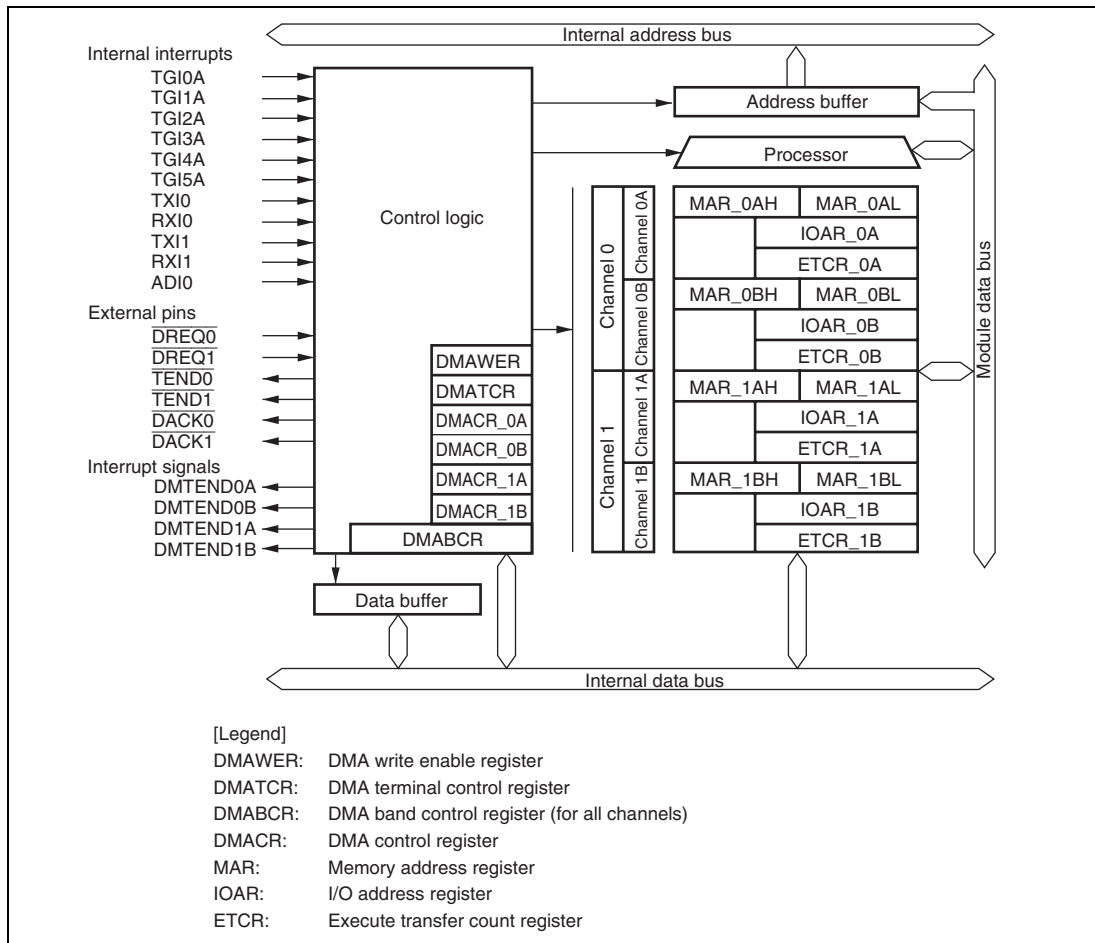 Internal address bus
Internal interrupts
TGI0A
TGI1A
TGI2A
TGI3A
TGI4A
TGI5A
TXI0
RXI0
TXI1
RXI1
ADI0
External pins
DREQ0
DREQ1
TEND0
TEND1
DACK0
DACK1
Interrupt signals
DMTEND0A
DMTEND0B
DMTEND1A
DMTEND1B
Control logic
DMAWER
DMATCR
DMACR_0A
DMACR_0B
DMACR_1A
DMACR_1B
DMABCR
Data buffer
Address buffer
Processor
Channel 0
Channel 1
Channel 0A
Channel 0B
Channel 1A
Channel 1B
MAR_0AH MAR_0AL
IOAR_0A
ETCR_0A
MAR_0BH MAR_0BL
IOAR_0B
ETCR_0B
MAR_1AH MAR_1AL
IOAR_1A
ETCR_1A
MAR_1BH MAR_1BL
IOAR_1B
ETCR_1B
Module data bus
Internal data bus
[Legend]
DMAWER: DMA write enable register
DMATCR: DMA terminal control register
DMABCR: DMA band control register (for all channels)
DMACR: DMA control register
MAR: Memory address register
IOAR: I/O address register
ETCR: Execute transfer count register